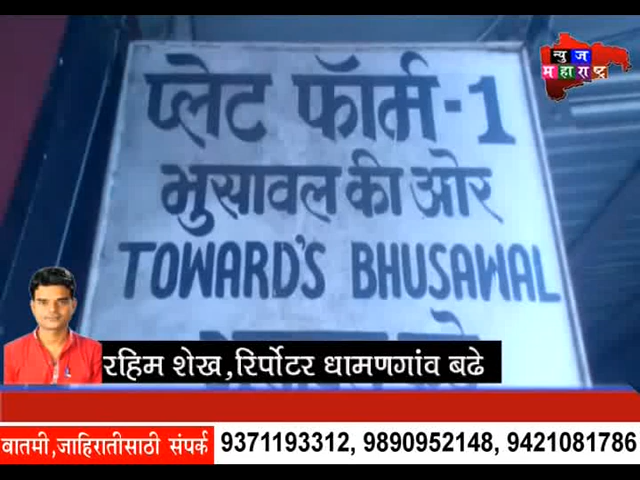 न्युज
महाराष्ट्र
प्लेट फॉर्म-1
भुसावल की ओर
TOWARD'S BHUSAWAL
रहिम शेख,रिर्पोटर धामणगांव बढे
वातमी,जाहिरातीसाठी संपर्क 9371193312, 9890952148, 9421081786